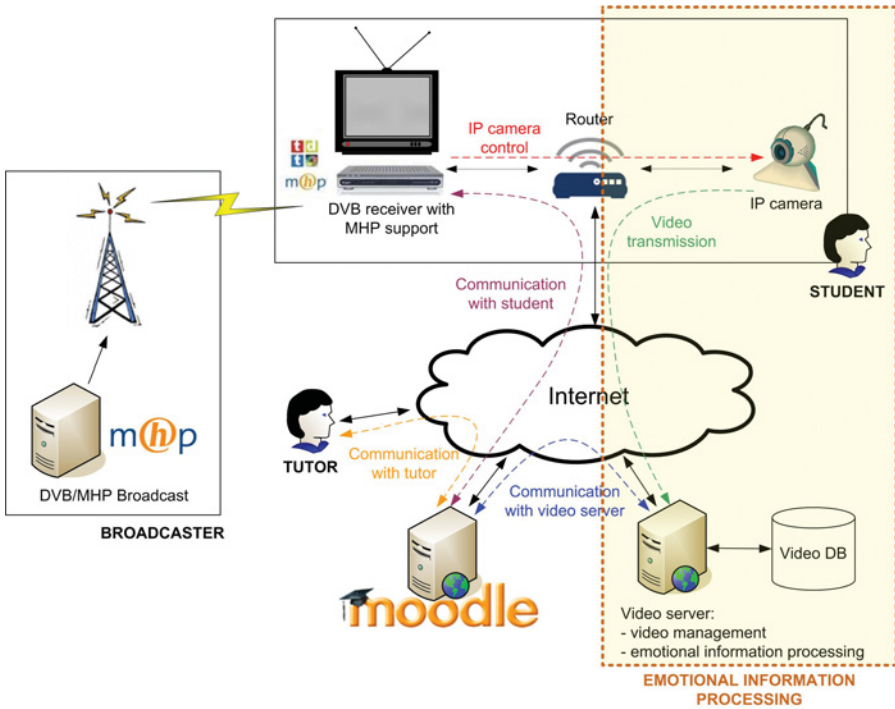 IP camera
control
Router
td
tt
mhp
DVB receiver with
MHP support
IP camera
Video
transmission
STUDENT
Communication
with student
mhp
DVB/MHP Broadcast
BROADCASTER
Internet
TUTOR
Communication
with tutor
Communication
with video server
moodle
Video DB
Video server:
- video management
- emotional information processing
EMOTIONAL INFORMATION
PROCESSING